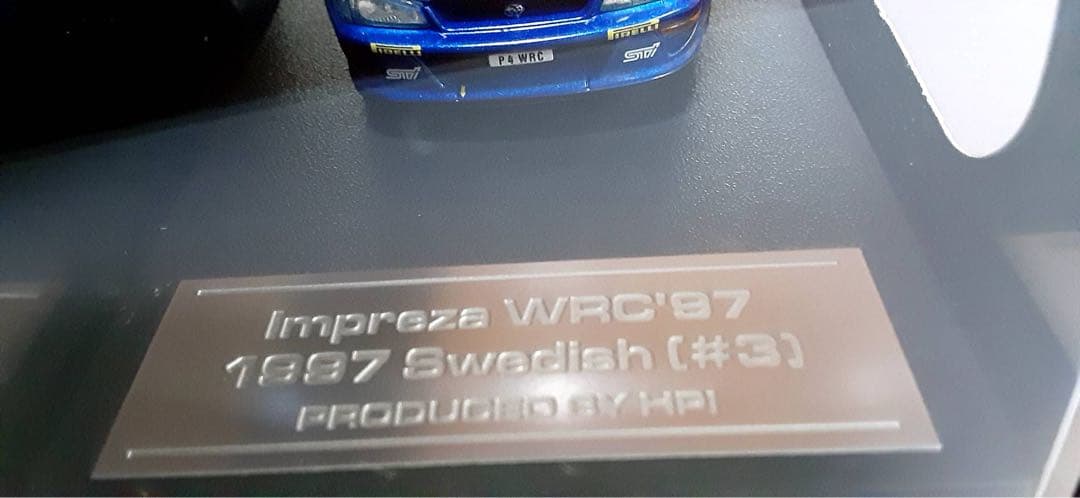 PIRELLI
PIRELLI
STi
P4 WRC
STi
Impreza WRC'97
1997 Swedish (#3)
PRODUCED BY HPI